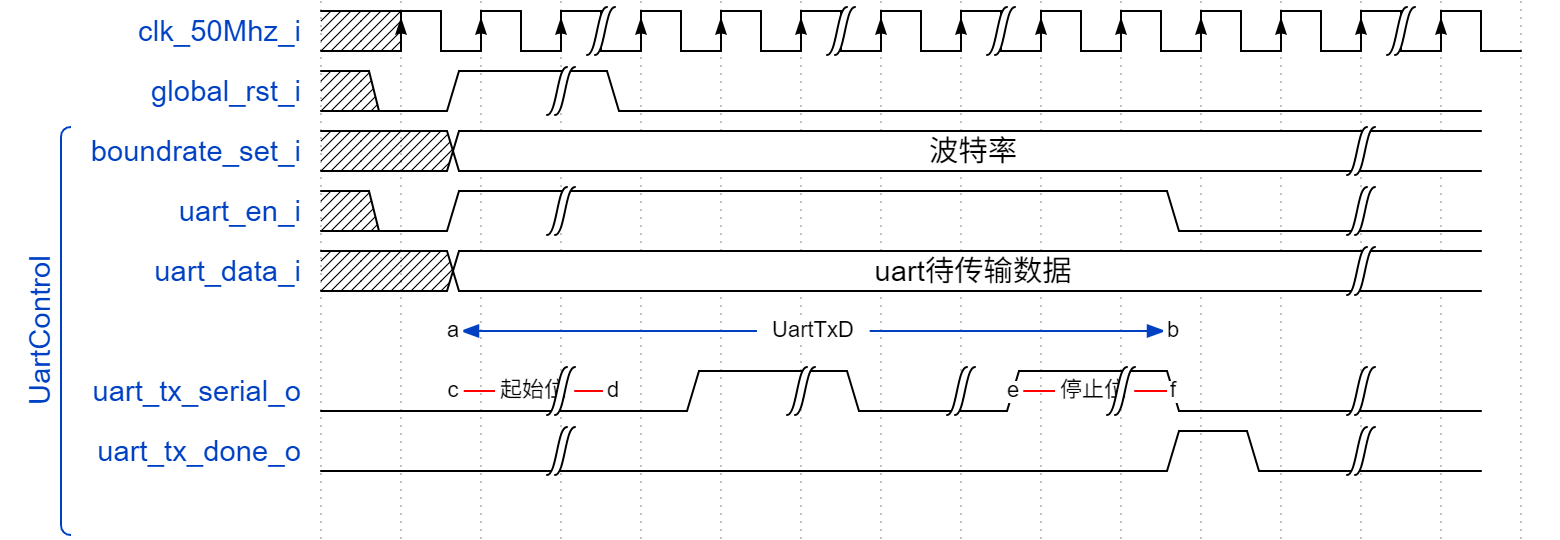 clk_50Mhz_i
global_rst_i
boundrate_set_i
波特率
uart_en_i
uart_data_i
uart待传输数据
a
UartTxD
b
UartControl
uart_tx_serial_o
c
起始位
d
e
停止位
f
uart_tx_done_o